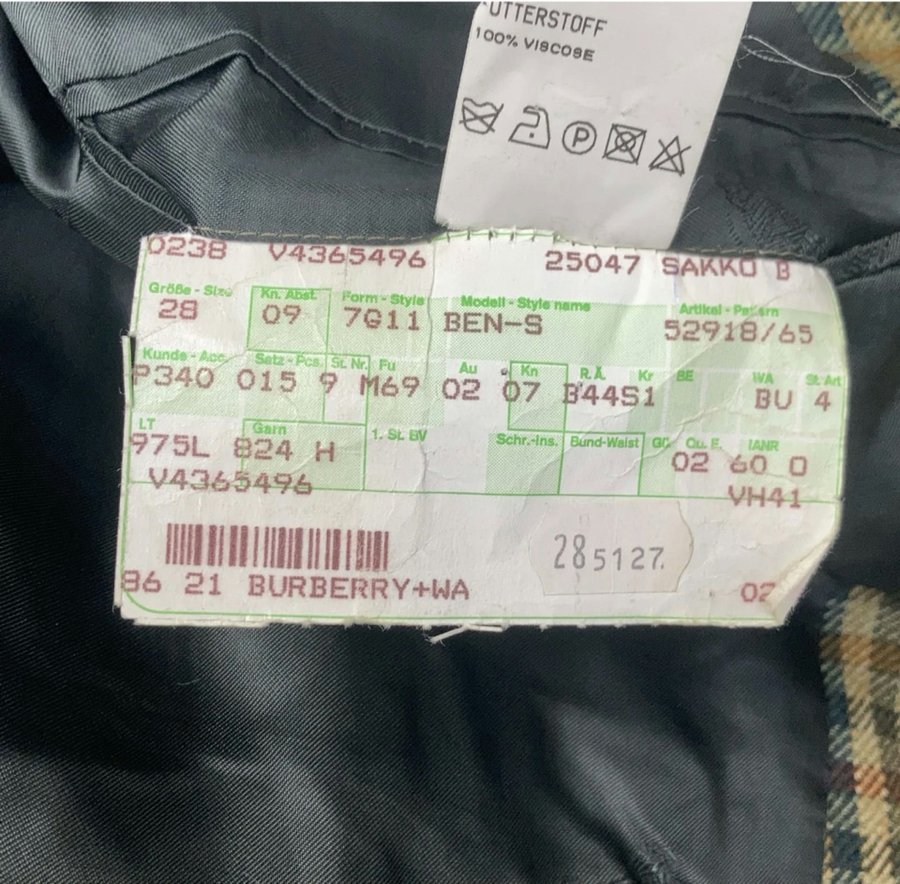 UTTERSTOFF
100% VISCOSE
P
0238 V4365496 25047 SAKKO B
Größe - Size Kn. Abst. Form - Style Modell - Style name Artikel - Pattern
28 09 7G11 BEN-S 52918/65
Kunde - Acc. Satz - Pcs. St. Nr. Fu Au Kn R.Ä. Kr BE WA St. Art
P340 015 9 M69 02 07 B44S1 BU 4
LT Garn 1. St. BV Schr.-Ins. Bund-Waist Qu. F. IANR
975L 824 H 02 60 0
V4365496 VH41
285127.
86 21 BURBERRY+WA 02